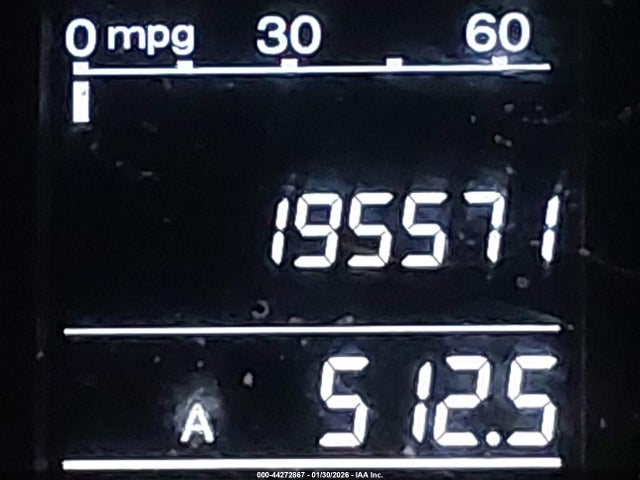 0 mpg 30 60
195571
A 512.5
000-44272867 - 01/30/2026 - IAA Inc.